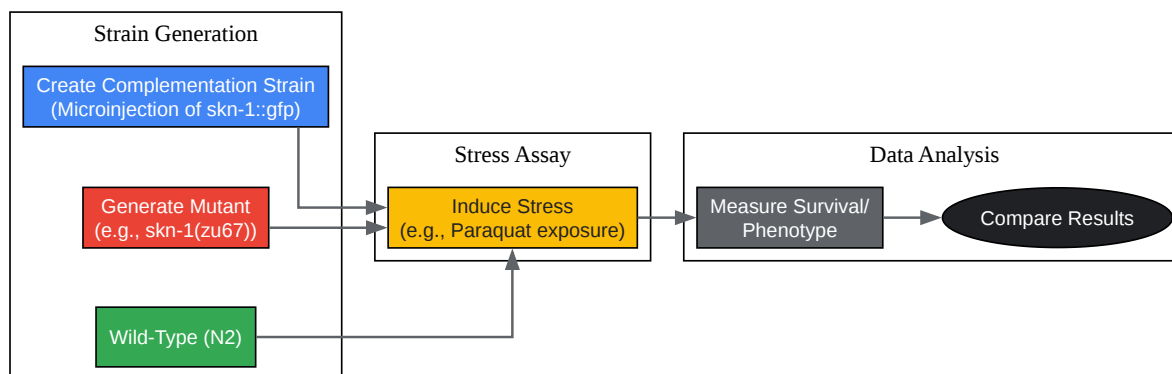 Strain Generation
Create Complementation Strain
(Microinjection of skn-1::gfp)
Generate Mutant
(e.g., skn-1(zu67))
Wild-Type (N2)
Stress Assay
Induce Stress
(e.g., Paraquat exposure)
Data Analysis
Measure Survival/
Phenotype
Compare Results